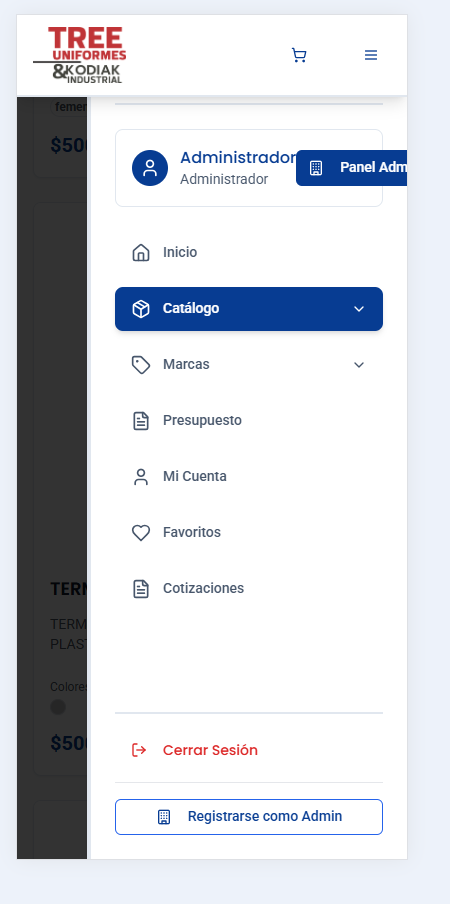 TREE
UNIFORMES
&KODIAK
INDUSTRIAL
femer
$500
Administrador
Administrador
Panel Adm
Inicio
Catálogo
Marcas
Presupuesto
Mi Cuenta
Favoritos
Cotizaciones
TERM
TERM
PLAST
Colores
$500
Cerrar Sesión
Registrarse como Admin